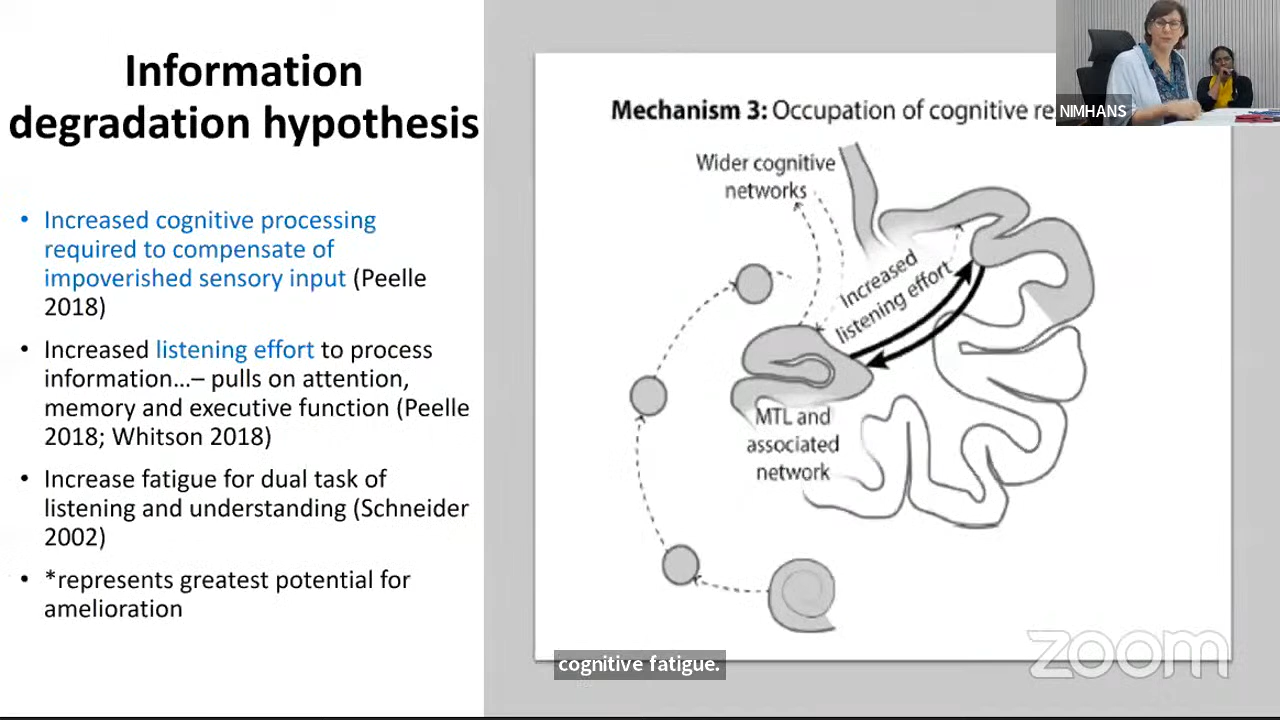 Information
degradation hypothesis
• Increased cognitive processing
required to compensate of
impoverished sensory input (Peelle
2018)
• Increased listening effort to process
information...– pulls on attention,
memory and executive function (Peelle
2018; Whitson 2018)
• Increase fatigue for dual task of
listening and understanding (Schneider
2002)
• *represents greatest potential for
amelioration
Mechanism 3: Occupation of cognitive re
Wider cognitive
networks
Increased
listening effort
MTL and
associated
network
NIMHANS
cognitive fatigue.
zoom